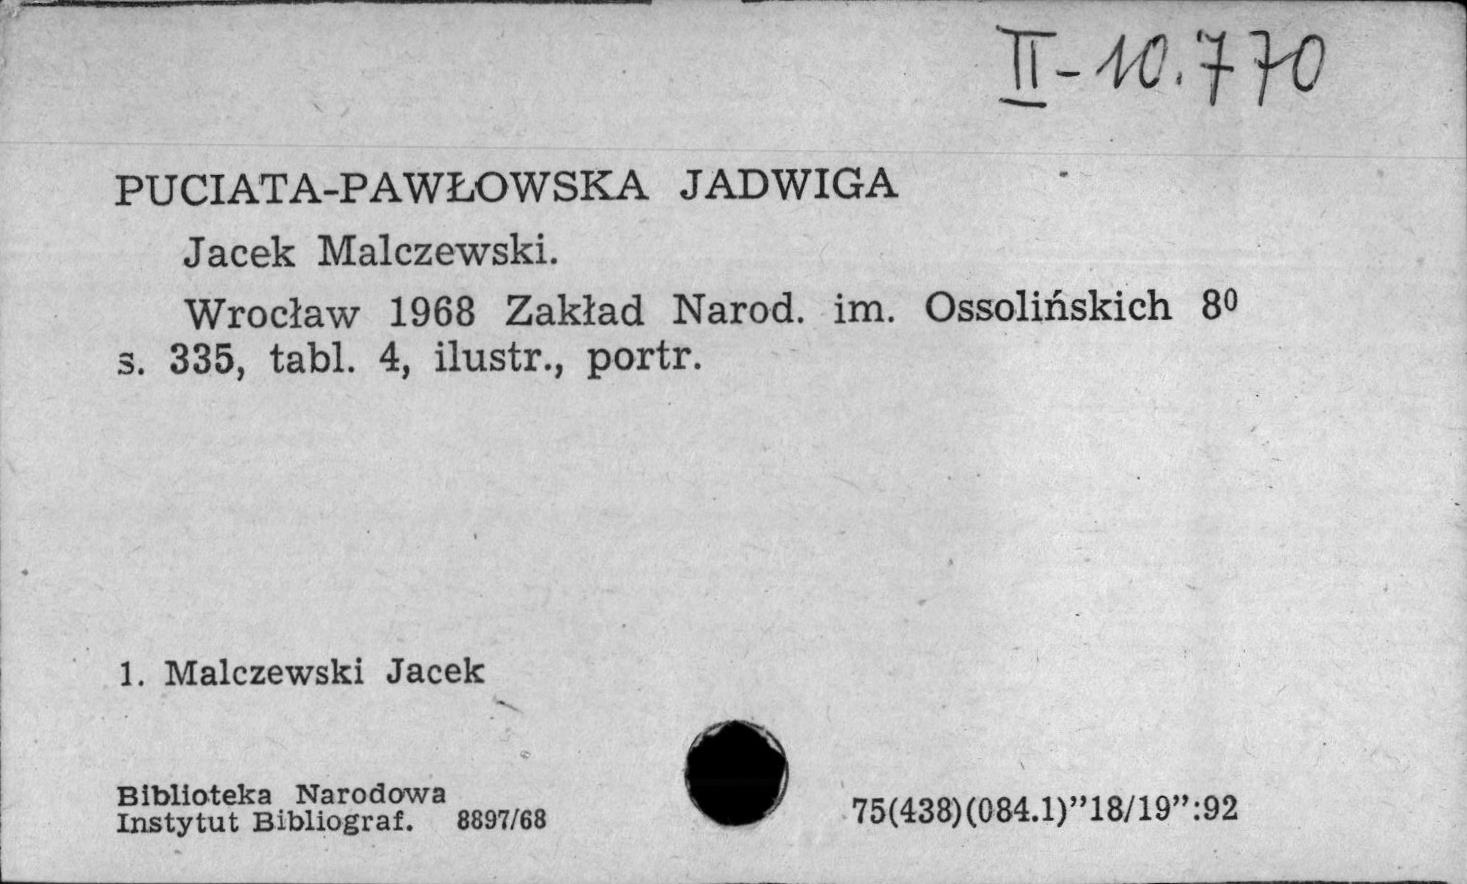 II-10.770
PUCIATA-PAWŁOWSKA JADWIGA
Jacek Malczewski.
Wrocław 1968 Zakład Narod. im. Ossolińskich 8⁰
s. 335, tabl. 4, ilustr., portr.
1. Malczewski Jacek
Biblioteka Narodowa
Instytut Bibliograf. 8897/68
75(438)(084.1)”18/19”:92